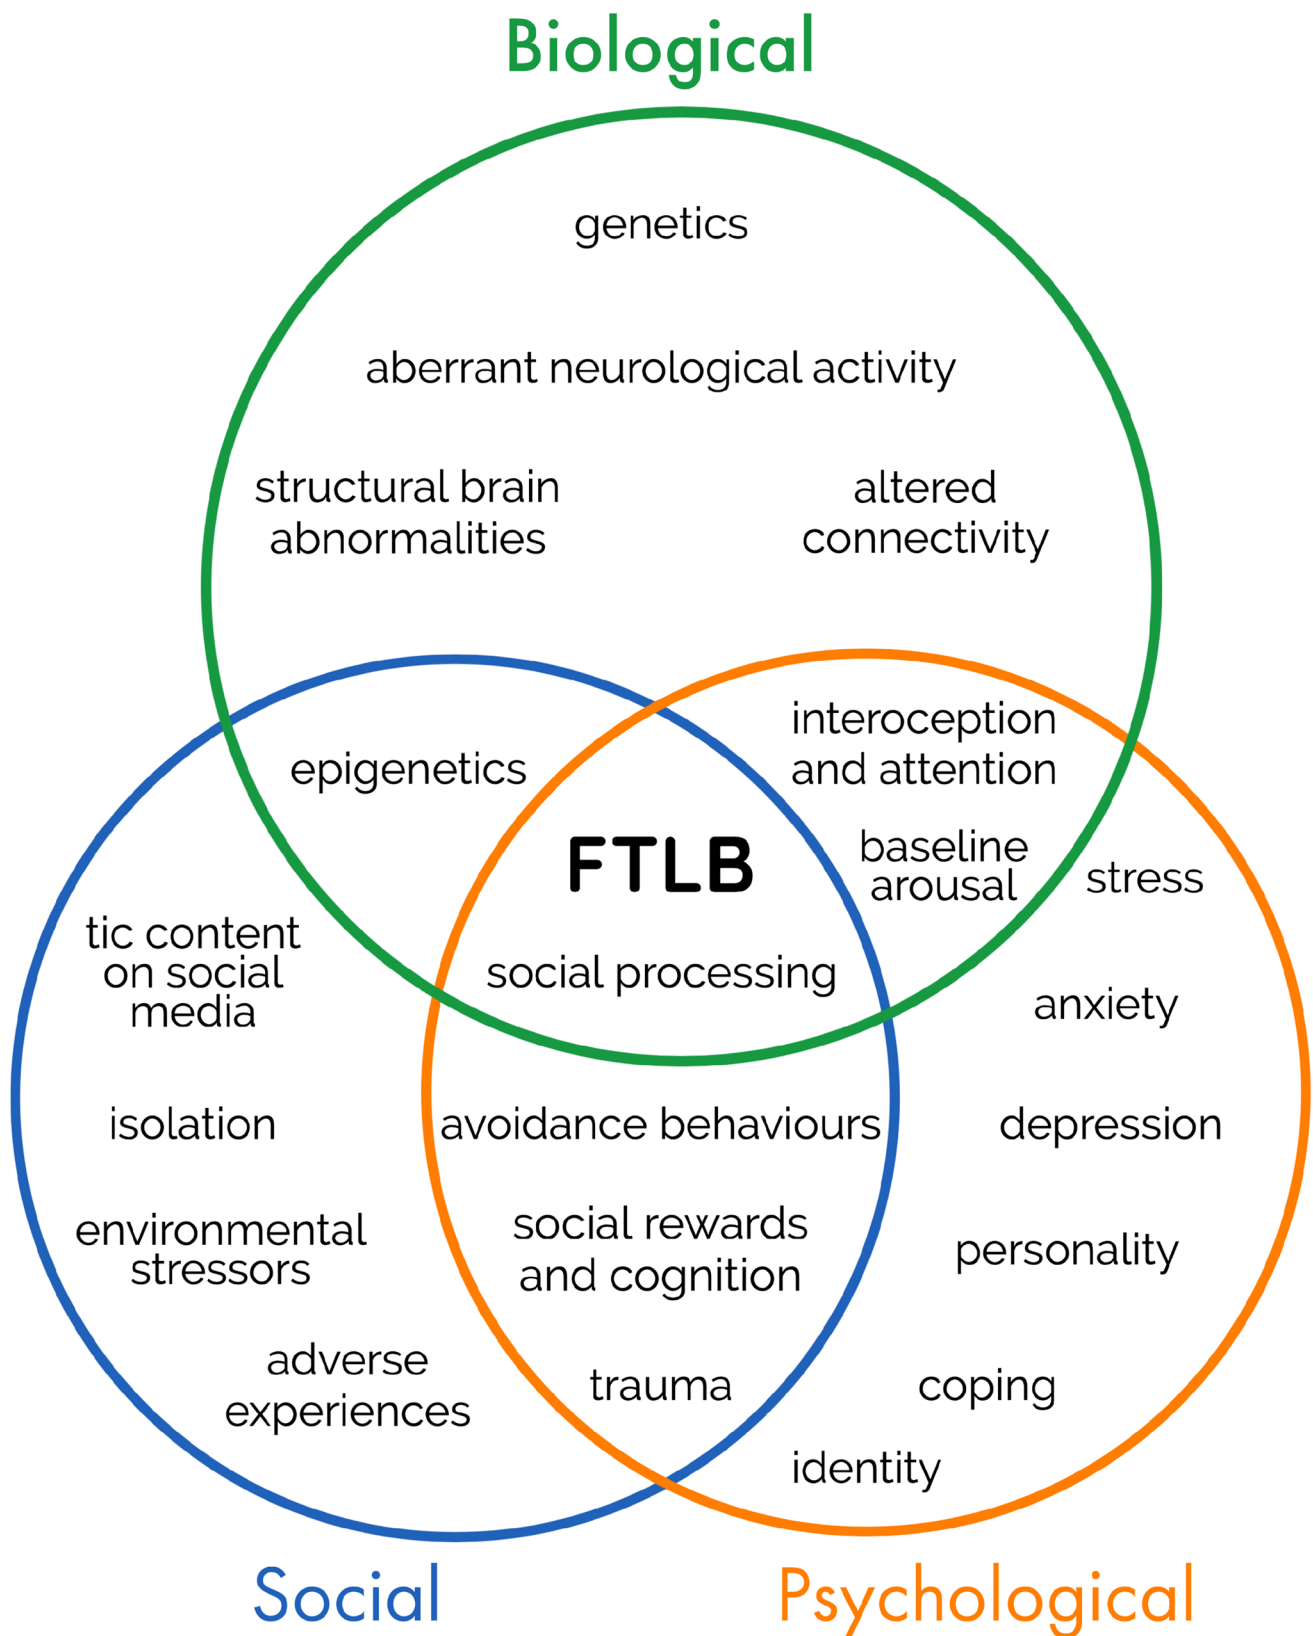 Biological
genetics
aberrant neurological activity
structural brain
abnormalities
altered
connectivity
interoception
and attention
epigenetics
baseline
arousal
FTLB
stress
tic content
on social
media
social processing
anxiety
isolation
avoidance behaviours
depression
environmental
stressors
social rewards
and cognition
personality
adverse
experiences
trauma
coping
identity
Social
Psychological